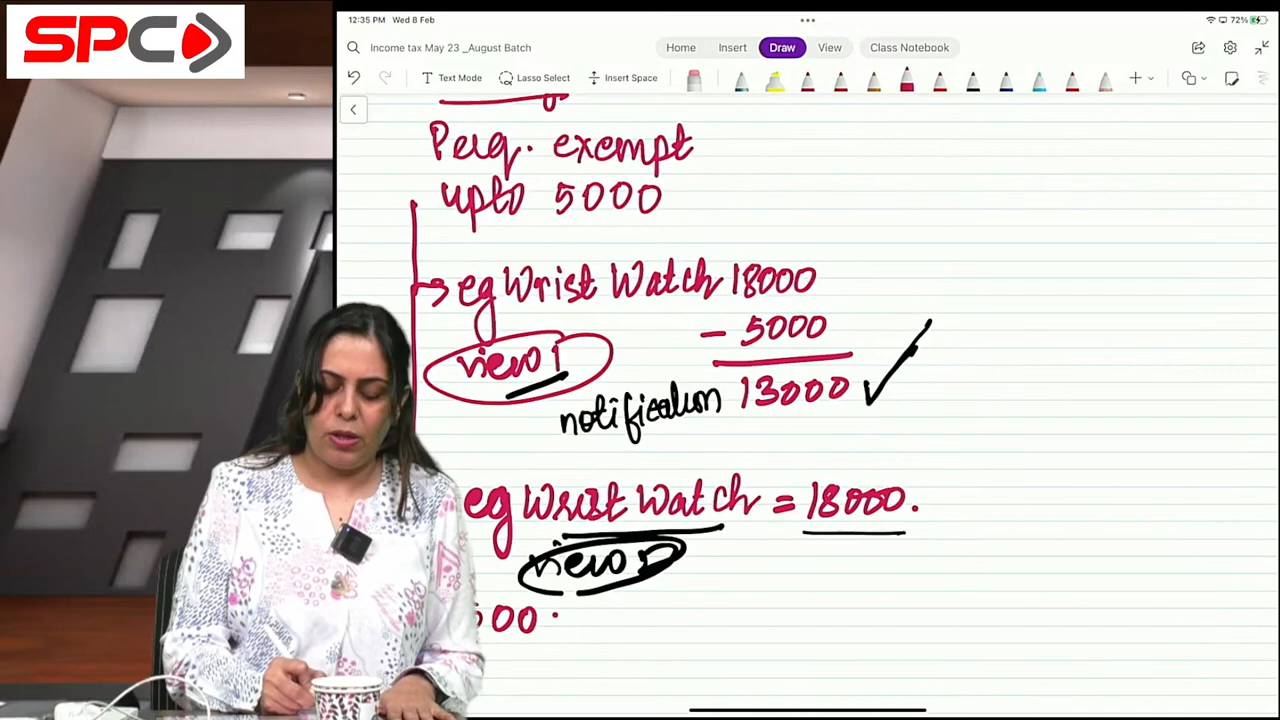 SPC
12:35 PM Wed 8 Feb
72%
Income tax May 23 _August Batch
Home Insert Draw View Class Notebook
Text Mode Lasso Select Insert Space
Perq. exempt
upto 5000
eg Wrist Watch 18000
- 5000
view 1
13000
notification
eg Wrist Watch = 18000.
view